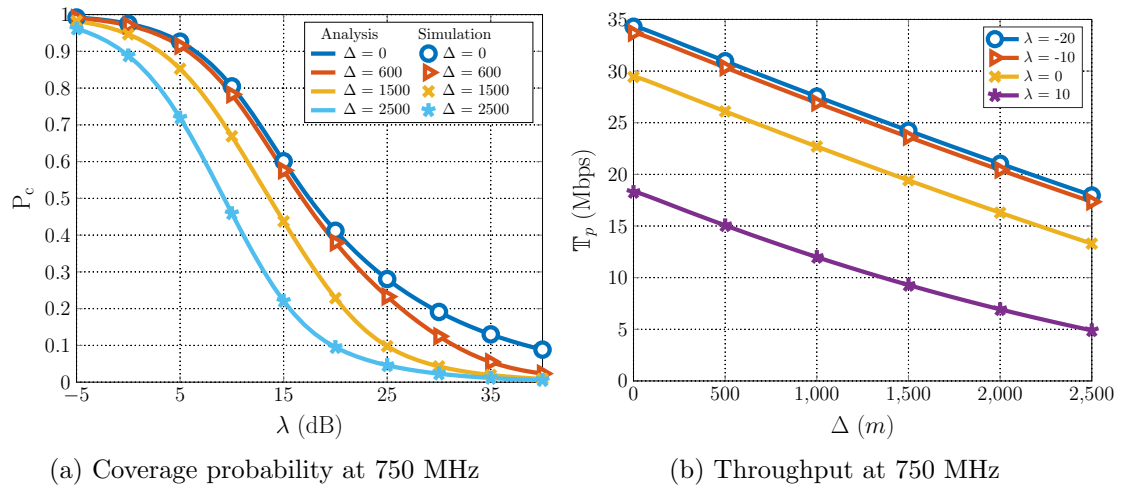 1
0.9
0.8
0.7
0.6
0.5
0.4
0.3
0.2
0.1
0
P_c
Analysis Simulation
Δ = 0 Δ = 0
Δ = 600 Δ = 600
Δ = 1500 Δ = 1500
Δ = 2500 Δ = 2500
−5 5 15 25 35
λ (dB)
(a) Coverage probability at 750 MHz
35
30
25
20
15
10
5
0
𝕋_p (Mbps)
λ = -20
λ = -10
λ = 0
λ = 10
0 500 1,000 1,500 2,000 2,500
Δ (m)
(b) Throughput at 750 MHz